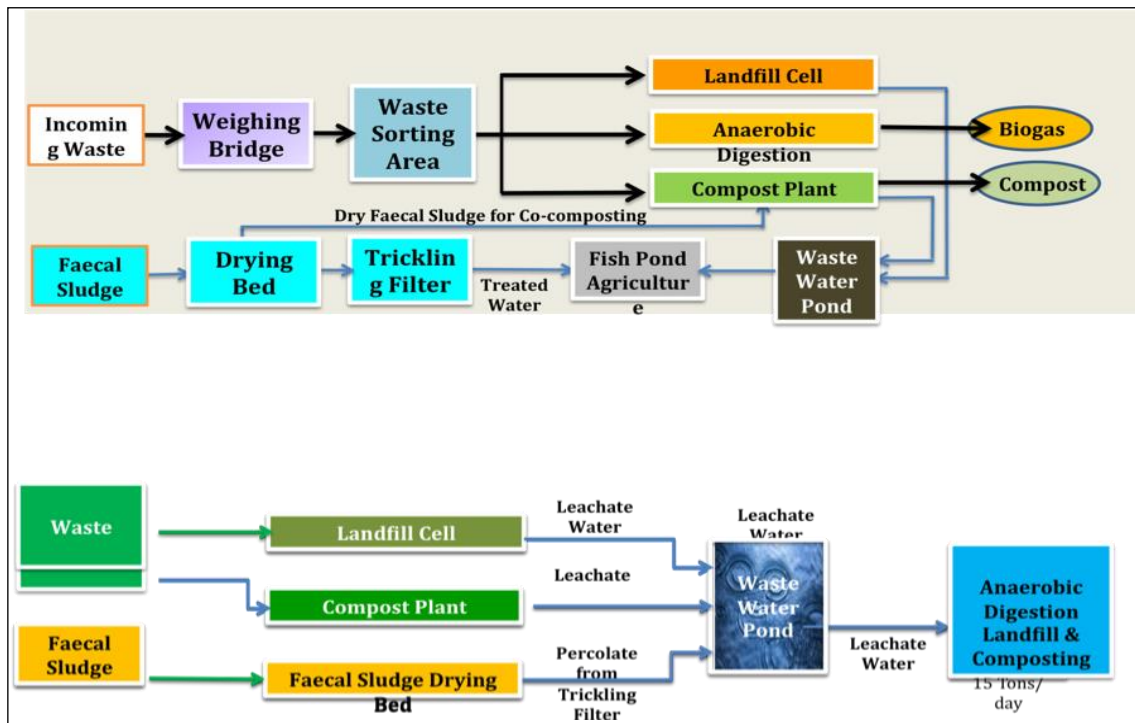 Landfill Cell
Incomin
g Waste
Weighing
Bridge
Waste
Sorting
Area
Anaerobic
Digestion
Biogas
Compost Plant
Compost
Dry Faecal Sludge for Co-composting
Faecal
Sludge
Drying
Bed
Tricklin
g Filter
Treated
Water
Fish Pond
Agricultur
e
Waste
Water
Pond
Waste
Landfill Cell
Leachate
Water
Leachate
Water
Compost Plant
Leachate
Waste
Water
Pond
Leachate
Water
Anaerobic
Digestion
Landfill &
Composting
15 Tons/
day
Faecal
Sludge
Faecal Sludge Drying
Bed
Percolate from
Trickling
Filter